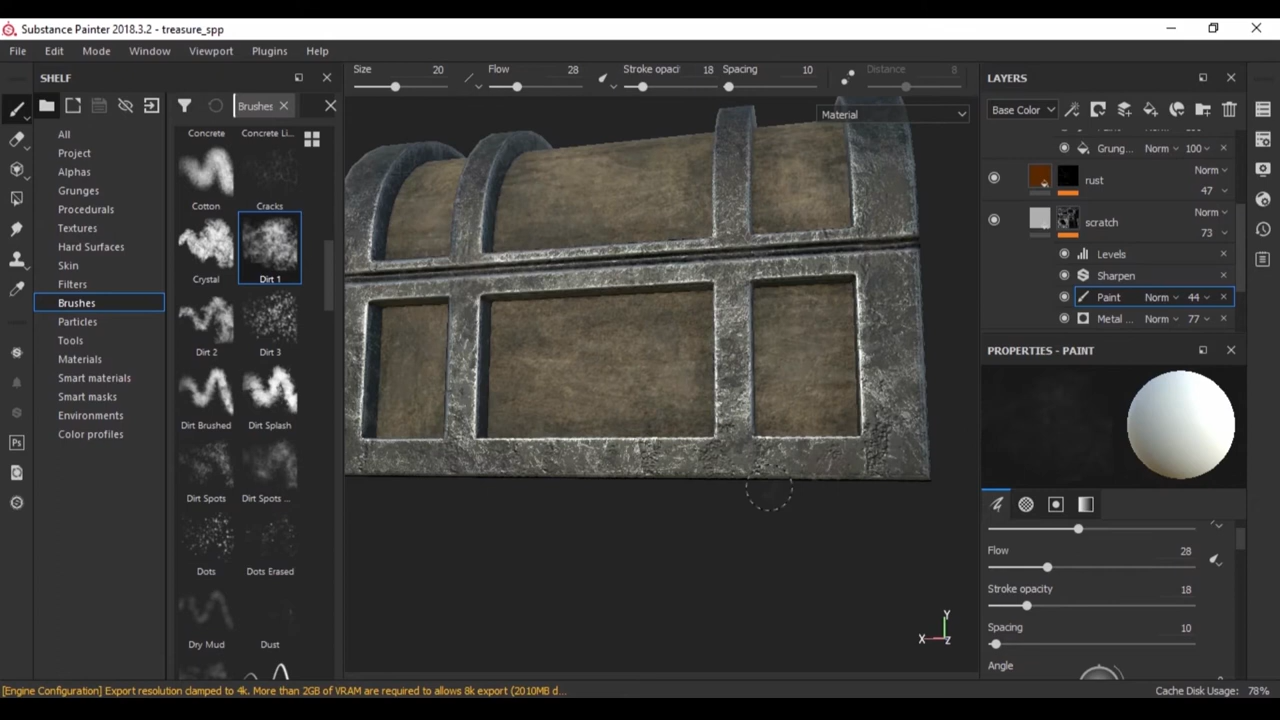 Substance Painter 2018.3.2 - treasure_spp
File Edit Mode Window Viewport Plugins Help
SHELF
Size 20 Flow 28 Stroke opaci 18 Spacing 10 Distance 8
LAYERS
Brushes
Base Color
Material
All
Project
Alphas
Grunges
Procedurals
Textures
Hard Surfaces
Skin
Filters
Brushes
Particles
Tools
Materials
Smart materials
Smart masks
Environments
Color profiles
Concrete Concrete Li...
Cotton Cracks
Crystal Dirt 1
Dirt 2 Dirt 3
Dirt Brushed Dirt Splash
Dirt Spots Dirt Spots ...
Dots Dots Erased
Dry Mud Dust
Grung... Norm 100
rust Norm
47
scratch Norm
73
Levels
Sharpen
Paint Norm 44
Metal ... Norm 77
PROPERTIES - PAINT
Flow 28
Stroke opacity 18
Spacing 10
Angle
Y
X Z
Ps
[Engine Configuration] Export resolution clamped to 4k. More than 2GB of VRAM are required to allows 8k export (2010MB d...
Cache Disk Usage: 78%